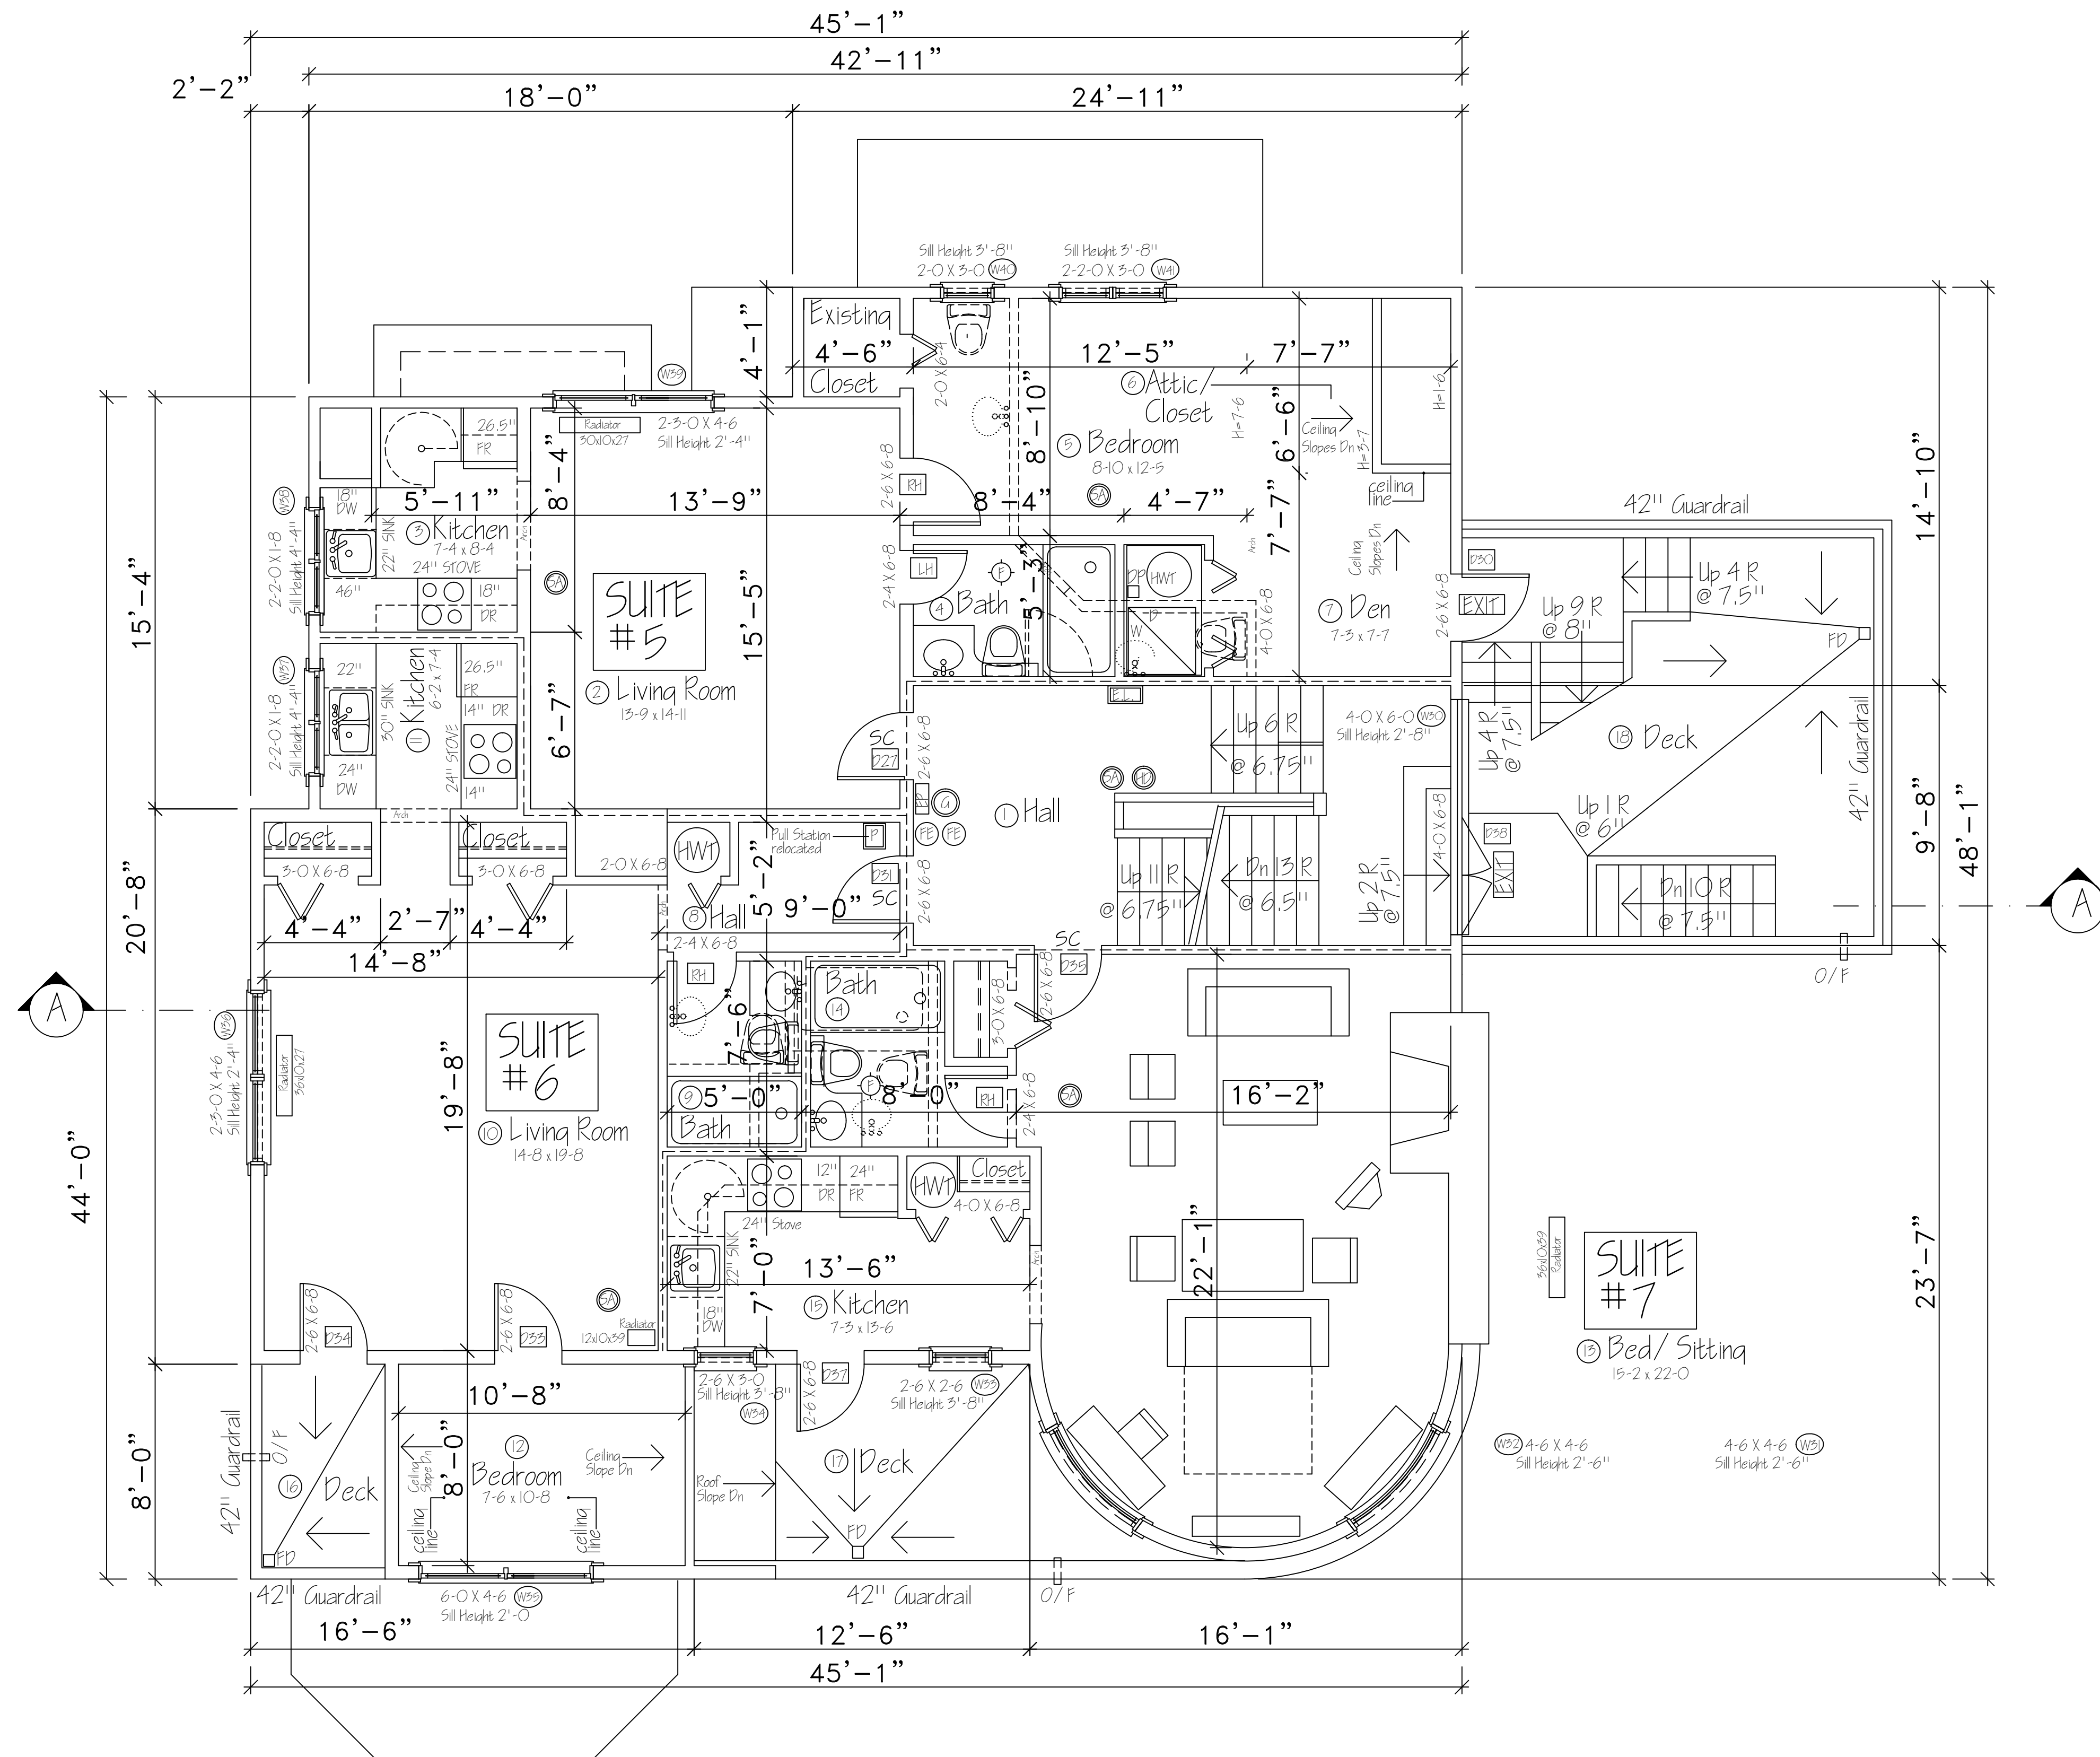 45'-1"
42'-11"
2'-2"
18'-0"
24'-11"
Sill Height 3'-8"
2-0 X 3-0 W40
Sill Height 3'-8"
2-2-0 X 3-0 W41
Existing
4'-6"
Closet
2-0 X 6-4
12'-5"
7'-7"
4'-1"
W39
6 Attic/
Closet
H=7-6
H=1-6
H=3-7
8'-10"
6'-6"
Ceiling
Slopes Dn
26.5"
FR
Radiator
30x10x27
2-3-0 X 4-6
Sill Height 2'-4"
5 Bedroom
8-10 x 12-5
SA
8'-4"
2-6 X 6-8
RH
ceiling
line
14'-10"
42" Guardrail
W38
18"
DW
5'-11"
13'-9"
8'-4"
4'-7"
3 Kitchen
7-4 x 8-4
24" STOVE
22" SINK
2-2-0 X 1-8
Sill Height 4'-4"
Arch
Arch
7'-7"
Ceiling
Slopes Dn
D30
46"
18"
DR
SA
SUITE
#5
15'-5"
15'-4"
2-4 X 6-8
LH
F
4 Bath
5'-3"
DP
HWT
W
D
4-0 X 6-8
7 Den
7-3 x 7-7
2-6 X 6-8
EXIT
Up 9 R
@ 8"
Up 4 R
@ 7.5"
FD
W37
22"
30" SINK
11 Kitchen
6-2 x 7-4
26.5"
FR
14" DR
24" STOVE
14"
24"
DW
2-2-0 X 1-8
Sill Height 4'-4"
2 Living Room
13-9 x 14-11
6'-7"
SC
D27
2-6 X 6-8
E.L.
Up 6 R
@ 6.75"
4-0 X 6-0 W30
Sill Height 2'-8"
Up 4 R
@ 7.5"
18 Deck
42" Guardrail
SA
HD
EP
G
FE
FE
1 Hall
Up 1 R
@ 6"
9'-8"
48'-1"
Arch
Closet
Closet
3-0 X 6-8
3-0 X 6-8
2-0 X 6-8
HWT
Pull Station
relocated
P
D31
SC
2-6 X 6-8
Up 11 R
@ 6.75"
Dn 13 R
@ 6.5"
Up 2 R
@ 7.5"
4-0 X 6-8
D38
EXIT
Dn 10 R
@ 7.5"
20'-8"
4'-4"
2'-7"
4'-4"
Arch
8 Hall
5'-2"
9'-0"
2-4 X 6-8
14'-8"
RH
SC
D35
2-6 X 6-8
O/F
A
A
W36
2-3-0 X 4-6
Sill Height 2'-4"
Radiator
36x10x27
SUITE
#6
19'-8"
7'-6"
Bath
14
3-0 X 6-8
10 Living Room
14-8 x 19-8
9
5'-0"
Bath
F
8'-0"
RH
2-4 X 6-8
SA
16'-2"
44'-0"
12"
DR
24"
FR
24" Stove
HWT
Closet
4-0 X 6-8
22" SINK
7'-0"
13'-6"
Arch
22'-1"
15 Kitchen
7-3 x 13-6
18"
DW
36x10x39
Radiator
SUITE
#7
13 Bed/ Sitting
15-2 x 22-0
23'-7"
SA
Radiator
12x10x39
2-6 X 6-8
D34
2-6 X 6-8
D33
2-6 X 3-0
Sill Height 3'-8"
W34
D37
2-6 X 6-8
2-6 X 2-6 W33
Sill Height 3'-8"
10'-8"
8'-0"
8'-0"
42" Guardrail
O/F
16
Deck
FD
Ceiling
Slope Dn
12
Bedroom
7-6 x 10-8
Ceiling
Slope Dn
ceiling
line
ceiling
line
Roof
Slope Dn
17 Deck
FD
W32 4-6 X 4-6
Sill Height 2'-6"
4-6 X 4-6 W31
Sill Height 2'-6"
42" Guardrail
6-0 X 4-6 W35
Sill Height 2'-0
42" Guardrail
O/F
16'-6"
12'-6"
16'-1"
45'-1"